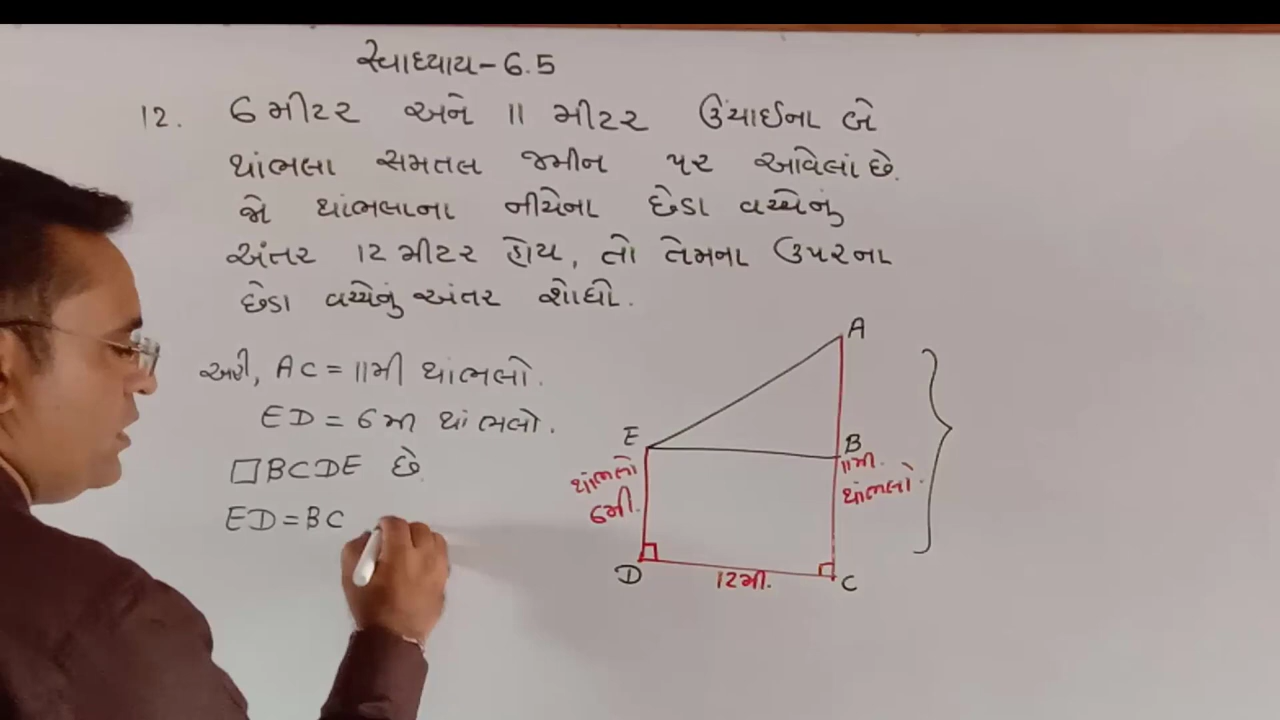 સ્વાધ્યાય - 6.5
12. 6 મીટર અને 11 મીટર ઉંચાઈના બે
થાંભલા સમતલ જમીન પર આવેલાં છે.
જો થાંભલાના નીચેના છેડા વચ્ચેનું
અંતર 12 મીટર હોય, તો તેમના ઉપરના
છેડા વચ્ચેનું અંતર શોધો.
અહી, AC = 11મી થાંભલો.
ED = 6મી થાંભલો.
□BCDE છે.
ED = BC
A
E
B
થાંભલો
6મી.
11મી.
થાંભલો.
D
12મી.
C